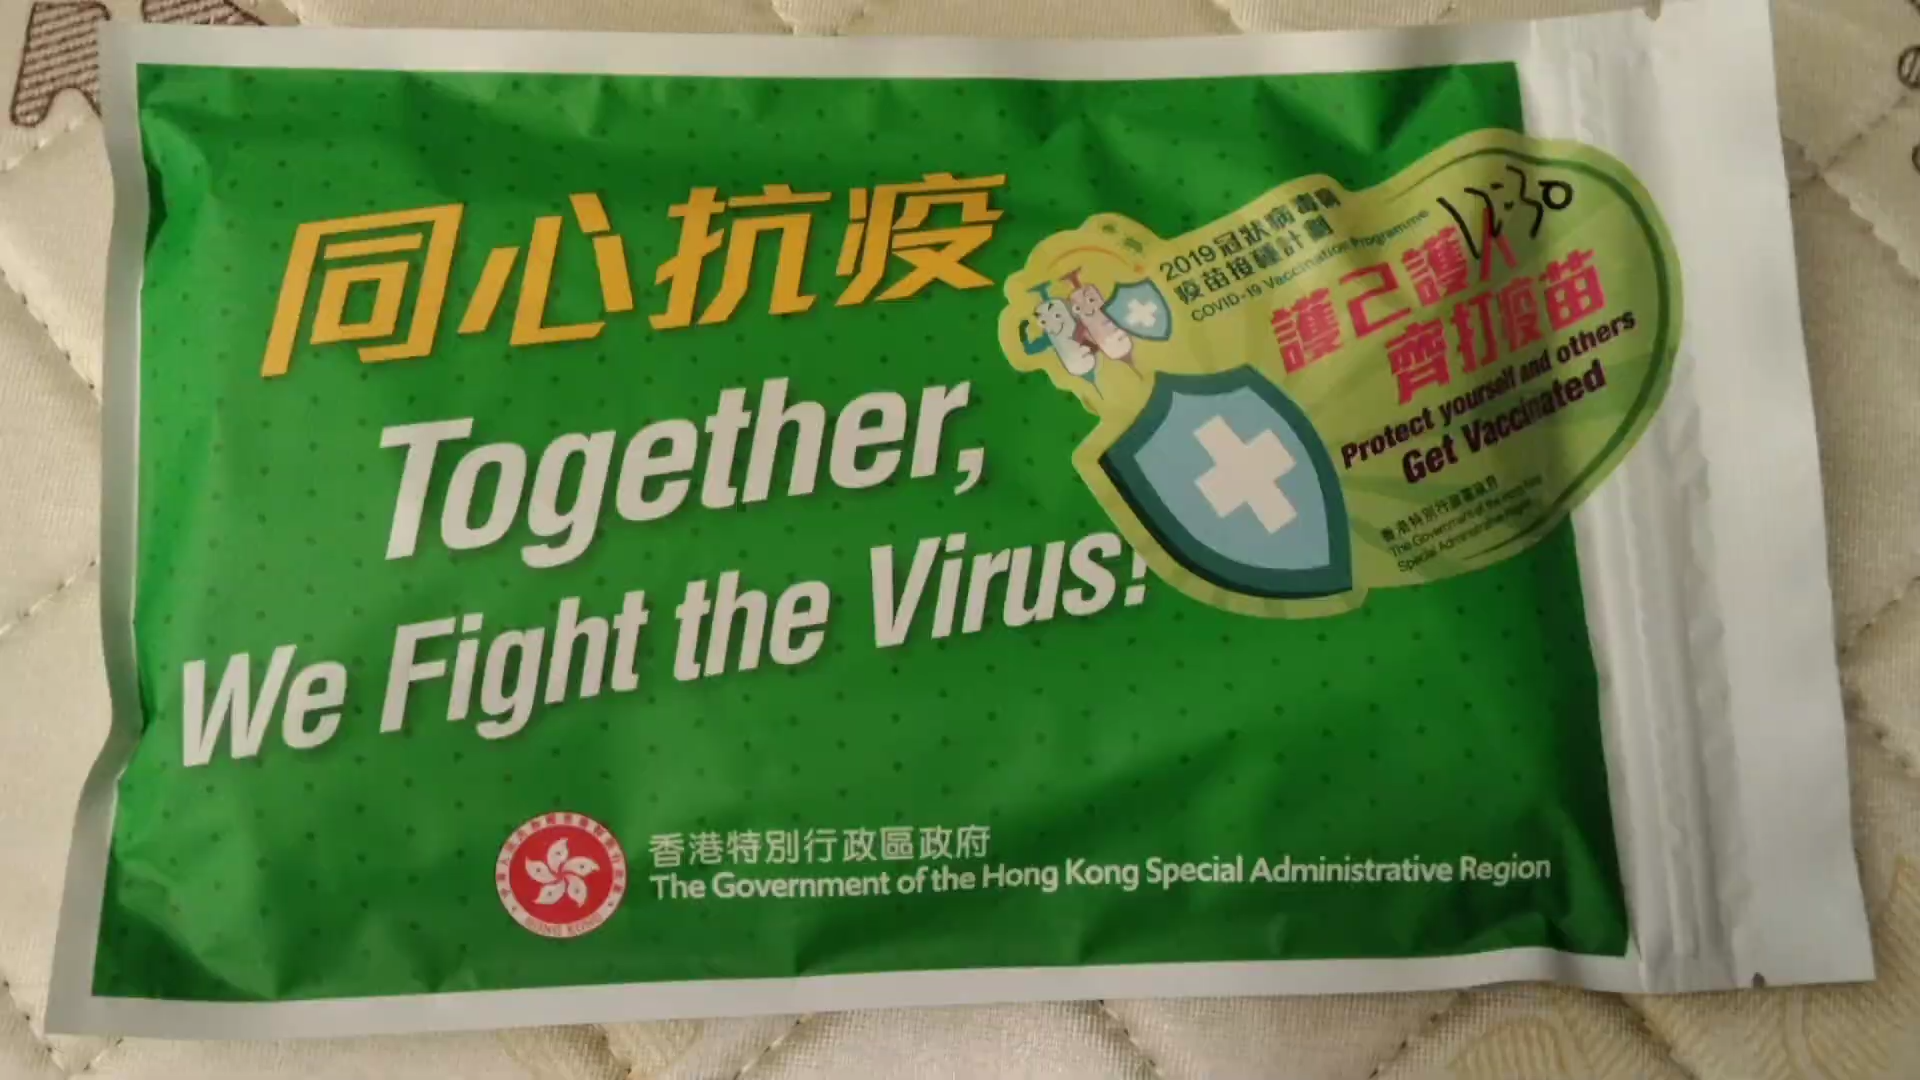 同心抗疫
Together,
We Fight the Virus!
香港特別行政區政府
The Government of the Hong Kong Special Administrative Region
HONG KONG
12:30
2019冠狀病毒病
疫苗接種計劃
COVID-19 Vaccination Programme
護己護人
齊打疫苗
Protect yourself and others
Get Vaccinated
香港特別行政區政府
The Government of the Hong Kong
Special Administrative Region